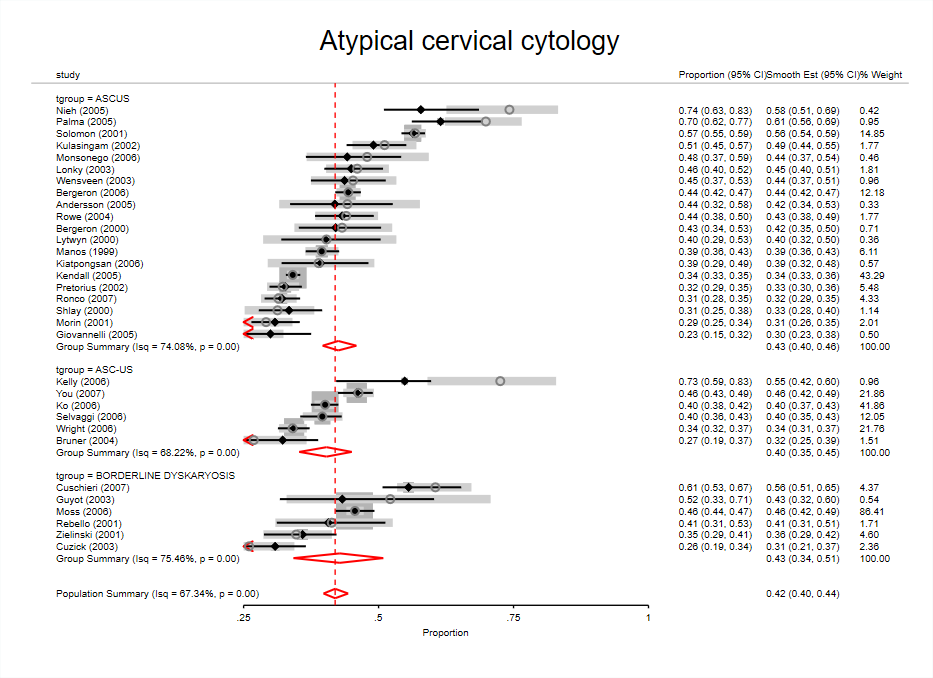 Atypical cervical cytology
study Proportion (95% CI)Smooth Est (95% CI)% Weight
tgroup = ASCUS
Nieh (2005) 0.74 (0.63, 0.83) 0.58 (0.51, 0.69) 0.42
Palma (2005) 0.70 (0.62, 0.77) 0.61 (0.56, 0.69) 0.95
Solomon (2001) 0.57 (0.55, 0.59) 0.56 (0.54, 0.59) 14.85
Kulasingam (2002) 0.51 (0.45, 0.57) 0.49 (0.44, 0.55) 1.77
Monsonego (2006) 0.48 (0.37, 0.59) 0.44 (0.37, 0.54) 0.46
Lonky (2003) 0.46 (0.40, 0.52) 0.45 (0.40, 0.51) 1.81
Wensveen (2003) 0.45 (0.37, 0.53) 0.44 (0.37, 0.51) 0.96
Bergeron (2006) 0.44 (0.42, 0.47) 0.44 (0.42, 0.47) 12.18
Andersson (2005) 0.44 (0.32, 0.58) 0.42 (0.34, 0.53) 0.33
Rowe (2004) 0.44 (0.38, 0.50) 0.43 (0.38, 0.49) 1.77
Bergeron (2000) 0.43 (0.34, 0.53) 0.42 (0.35, 0.50) 0.71
Lytwyn (2000) 0.40 (0.29, 0.53) 0.40 (0.32, 0.50) 0.36
Manos (1999) 0.39 (0.36, 0.43) 0.39 (0.36, 0.43) 6.11
Kiatpongsan (2006) 0.39 (0.29, 0.49) 0.39 (0.32, 0.48) 0.57
Kendall (2005) 0.34 (0.33, 0.35) 0.34 (0.33, 0.36) 43.29
Pretorius (2002) 0.32 (0.29, 0.35) 0.33 (0.30, 0.36) 5.48
Ronco (2007) 0.31 (0.28, 0.35) 0.32 (0.29, 0.35) 4.33
Shlay (2000) 0.31 (0.25, 0.38) 0.33 (0.28, 0.40) 1.14
Morin (2001) 0.29 (0.25, 0.34) 0.31 (0.26, 0.35) 2.01
Giovannelli (2005) 0.23 (0.15, 0.32) 0.30 (0.23, 0.38) 0.50
Group Summary (Isq = 74.08%, p = 0.00) 0.43 (0.40, 0.46) 100.00
tgroup = ASC-US
Kelly (2006) 0.73 (0.59, 0.83) 0.55 (0.42, 0.60) 0.96
You (2007) 0.46 (0.43, 0.49) 0.46 (0.42, 0.49) 21.86
Ko (2006) 0.40 (0.38, 0.42) 0.40 (0.37, 0.43) 41.86
Selvaggi (2006) 0.40 (0.36, 0.43) 0.40 (0.35, 0.43) 12.05
Wright (2006) 0.34 (0.32, 0.37) 0.34 (0.31, 0.37) 21.76
Bruner (2004) 0.27 (0.19, 0.37) 0.32 (0.25, 0.39) 1.51
Group Summary (Isq = 68.22%, p = 0.00) 0.40 (0.35, 0.45) 100.00
tgroup = BORDERLINE DYSKARYOSIS
Cuschieri (2007) 0.61 (0.53, 0.67) 0.56 (0.51, 0.65) 4.37
Guyot (2003) 0.52 (0.33, 0.71) 0.43 (0.32, 0.60) 0.54
Moss (2006) 0.46 (0.44, 0.47) 0.46 (0.42, 0.49) 86.41
Rebello (2001) 0.41 (0.31, 0.53) 0.41 (0.31, 0.51) 1.71
Zielinski (2001) 0.35 (0.29, 0.41) 0.36 (0.29, 0.42) 4.60
Cuzick (2003) 0.26 (0.19, 0.34) 0.31 (0.21, 0.37) 2.36
Group Summary (Isq = 75.46%, p = 0.00) 0.43 (0.34, 0.51) 100.00
Population Summary (Isq = 67.34%, p = 0.00) 0.42 (0.40, 0.44)
.25 .5 .75 1
Proportion